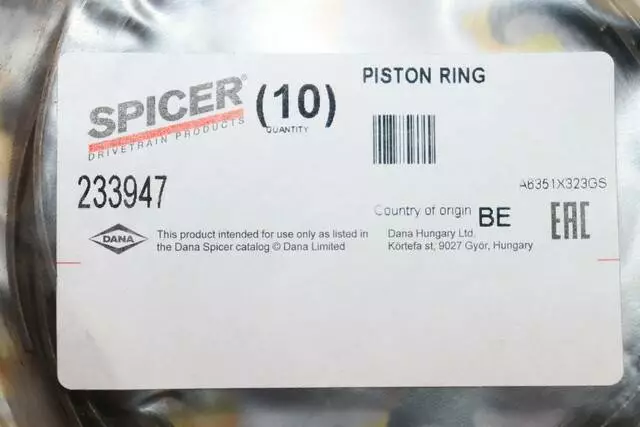 SPICER®
DRIVETRAIN PRODUCTS
(10)
QUANTITY
PISTON RING
233947
A6351X323GS
Country of origin BE
EAC
DANA
This product intended for use only as listed in
the Dana Spicer catalog © Dana Limited
Dana Hungary Ltd.
Körtefa st, 9027 Győr, Hungary